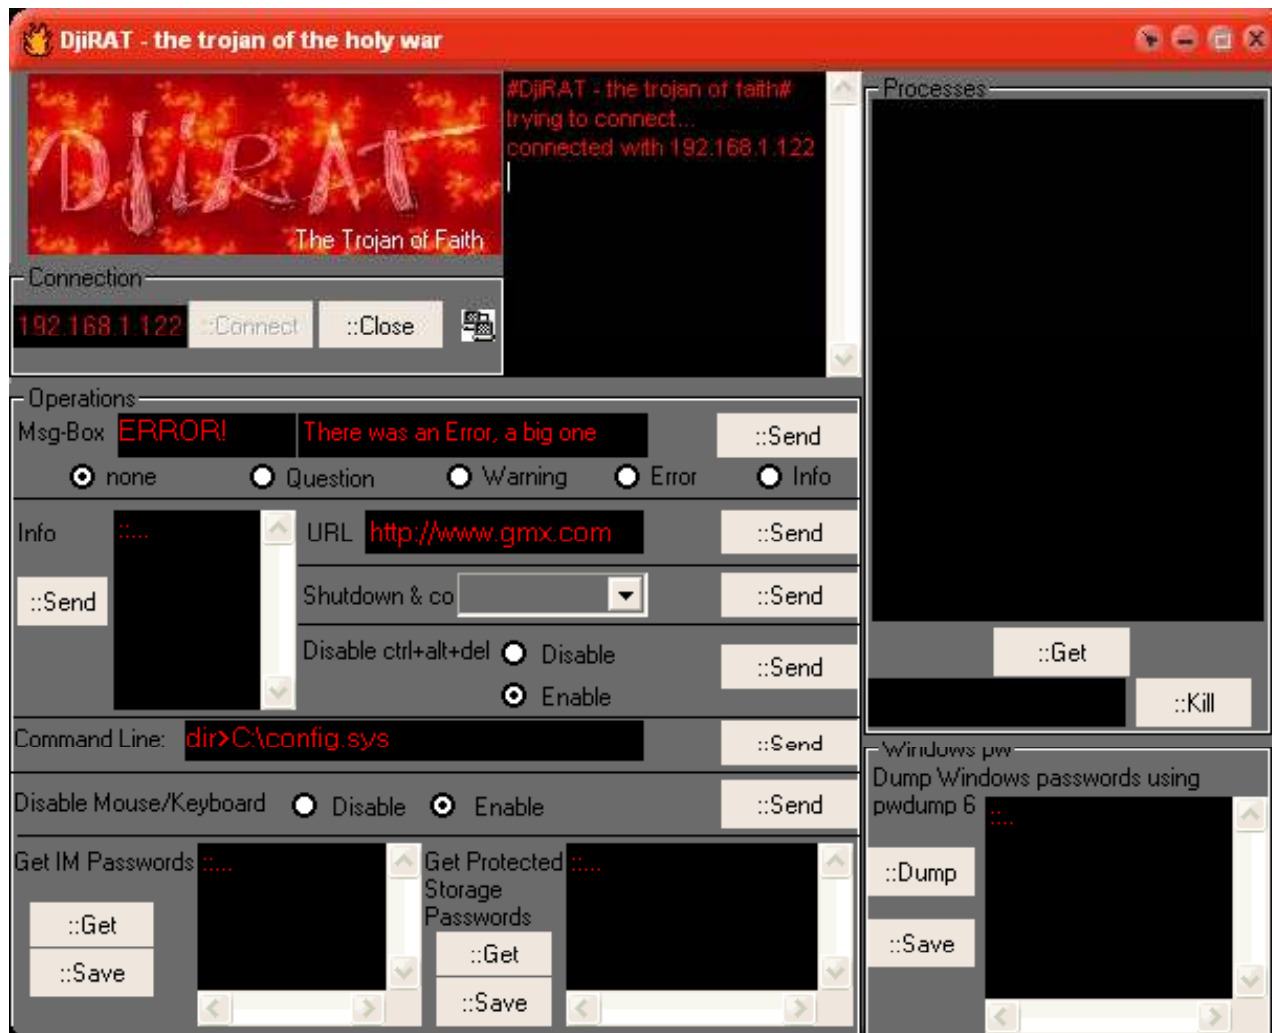 DjiRAT - the trojan of the holy war
DjiRAT
The Trojan of Faith
#DjiRAT - the trojan of faith#
trying to connect...
connected with 192.168.1.122
Connection
192.168.1.122 ::Connect ::Close
Operations
Msg-Box ERROR! There was an Error, a big one ::Send
none Question Warning Error Info
Info ::... URL http://www.gmx.com ::Send
::Send
Shutdown & co ::Send
Disable ctrl+alt+del Disable ::Send
Enable
Command Line: dir>C:\config.sys ::Send
Disable Mouse/Keyboard Disable Enable ::Send
Get IM Passwords ::...
::Get
::Save
Get Protected ::...
Storage
Passwords
::Get
::Save
Processes
::Get
::Kill
Windows pw
Dump Windows passwords using
pwdump 6 ::..
::Dump
::Save